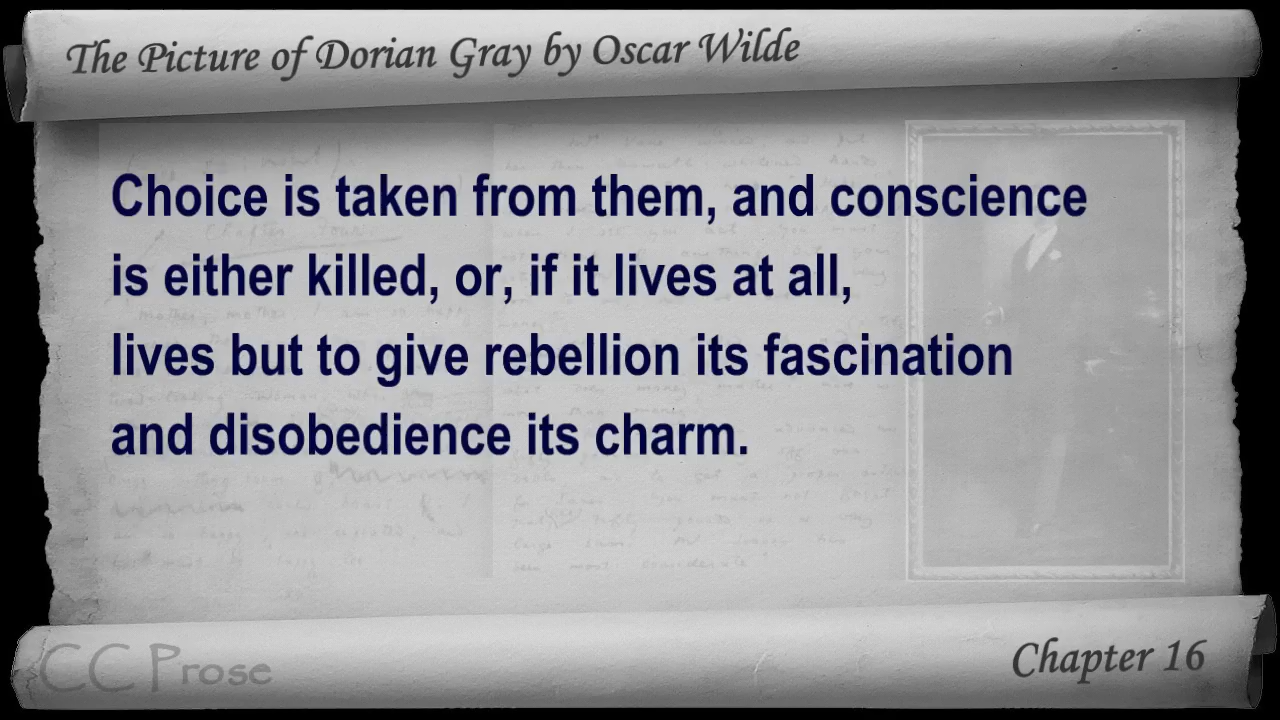 The Picture of Dorian Gray by Oscar Wilde
Choice is taken from them, and conscience
is either killed, or, if it lives at all,
lives but to give rebellion its fascination
and disobedience its charm.
CC Prose
Chapter 16